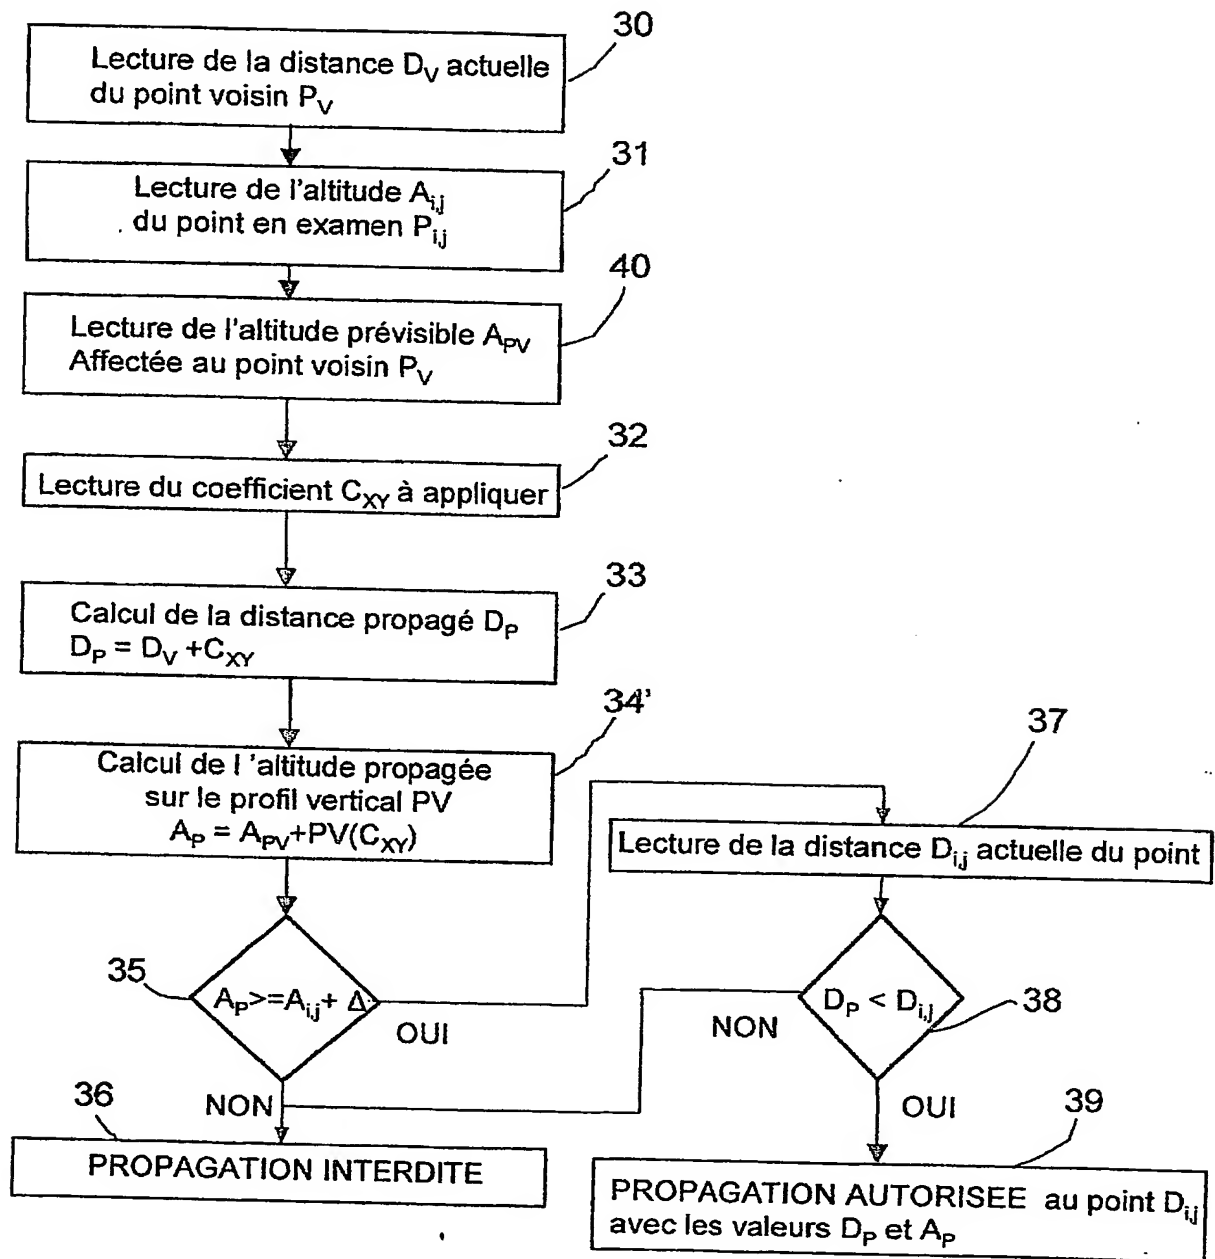 30
Lecture de la distance D_V actuelle
du point voisin P_V
31
Lecture de l'altitude A_i,j
du point en examen P_i,j
40
Lecture de l'altitude prévisible A_PV
Affectée au point voisin P_V
32
Lecture du coefficient C_XY à appliquer
33
Calcul de la distance propagé D_P
D_P = D_V +C_XY
34'
Calcul de l 'altitude propagée
sur le profil vertical PV
A_P = A_PV+PV(C_XY)
37
Lecture de la distance D_i,j actuelle du point
35
A_P>=A_i,j+ Δ
OUI
NON
D_P < D_i,j
38
NON
OUI
36
PROPAGATION INTERDITE
39
PROPAGATION AUTORISEE au point D_i,j
avec les valeurs D_P et A_P